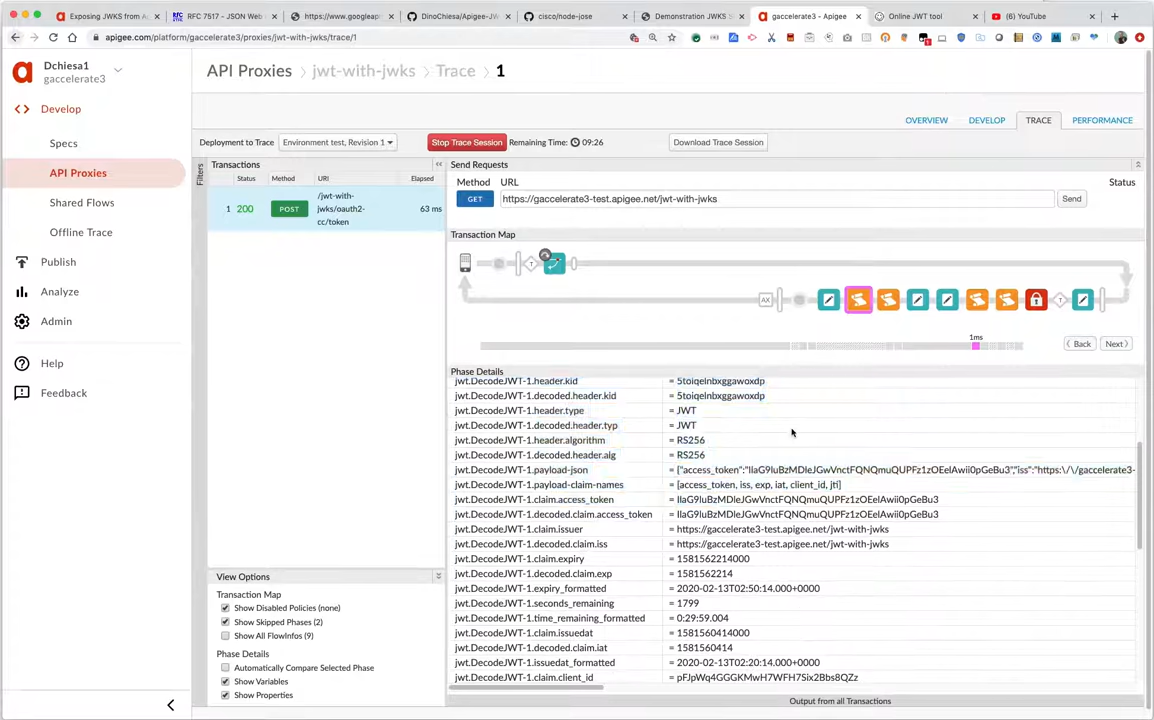 Exposing JWKS from A
RFC 7517 - JSON Web
https://www.googleap
DinoChiesa/Apigee-JW
cisco/node-jose
Demonstration JWKS S
gaccelerate3 - Apigee
Online JWT tool
(1) YouTube
apigee.com/platform/gaccelerate3/proxies/jwt-with-jwks/trace/1
Dchiesa1
gaccelerate3
API Proxies
jwt-with-jwks
Trace
1
Develop
Specs
API Proxies
Shared Flows
Offline Trace
Publish
Analyze
Admin
Help
Feedback
OVERVIEW
DEVELOP
TRACE
PERFORMANCE
Deployment to Trace
Environment test, Revision 1
Stop Trace Session
Remaining Time: 09:26
Download Trace Session
Filters
Transactions
Status Method URI Elapsed
1 200 POST /jwt-with-jwks/oauth2-cc/token 63 ms
Send Requests
Method URL Status
GET https://gaccelerate3-test.apigee.net/jwt-with-jwks Send
Transaction Map
T
AX
T
1ms
Back Next
Phase Details
jwt.DecodeJWT-1.header.kid = 5toiqelnbxggawoxdp
jwt.DecodeJWT-1.decoded.header.kid = 5toiqelnbxggawoxdp
jwt.DecodeJWT-1.header.type = JWT
jwt.DecodeJWT-1.decoded.header.typ = JWT
jwt.DecodeJWT-1.header.algorithm = RS256
jwt.DecodeJWT-1.decoded.header.alg = RS256
jwt.DecodeJWT-1.payload-json = {"access_token":"IlaG9luBzMDleJGwVnctFQNQmuQUPFz1zOEelAwii0pGeBu3","iss":"https:\/\/gaccelerate3-
jwt.DecodeJWT-1.payload-claim-names = [access_token, iss, exp, iat, client_id, jti]
jwt.DecodeJWT-1.claim.access_token = IlaG9luBzMDleJGwVnctFQNQmuQUPFz1zOEelAwii0pGeBu3
jwt.DecodeJWT-1.decoded.claim.access_token = IlaG9luBzMDleJGwVnctFQNQmuQUPFz1zOEelAwii0pGeBu3
jwt.DecodeJWT-1.claim.issuer = https://gaccelerate3-test.apigee.net/jwt-with-jwks
jwt.DecodeJWT-1.decoded.claim.iss = https://gaccelerate3-test.apigee.net/jwt-with-jwks
jwt.DecodeJWT-1.claim.expiry = 1581562214000
jwt.DecodeJWT-1.decoded.claim.exp = 1581562214
jwt.DecodeJWT-1.expiry_formatted = 2020-02-13T02:50:14.000+0000
jwt.DecodeJWT-1.seconds_remaining = 1799
jwt.DecodeJWT-1.time_remaining_formatted = 0:29:59.004
jwt.DecodeJWT-1.claim.issuedat = 1581560414000
jwt.DecodeJWT-1.decoded.claim.iat = 1581560414
jwt.DecodeJWT-1.issuedat_formatted = 2020-02-13T02:20:14.000+0000
jwt.DecodeJWT-1.claim.client_id = pFJpWq4GGGKMwH7WFH7Six2Bbs8QZz
View Options
Transaction Map
Show Disabled Policies (none)
Show Skipped Phases (2)
Show All FlowInfos (9)
Phase Details
Automatically Compare Selected Phase
Show Variables
Show Properties
Output from all Transactions